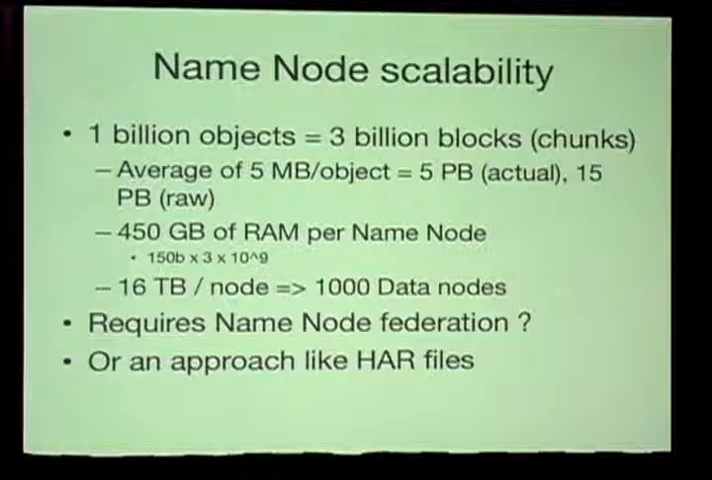 Name Node scalability
• 1 billion objects = 3 billion blocks (chunks)
– Average of 5 MB/object = 5 PB (actual), 15
PB (raw)
– 450 GB of RAM per Name Node
• 150b x 3 x 10^9
– 16 TB / node => 1000 Data nodes
• Requires Name Node federation ?
• Or an approach like HAR files